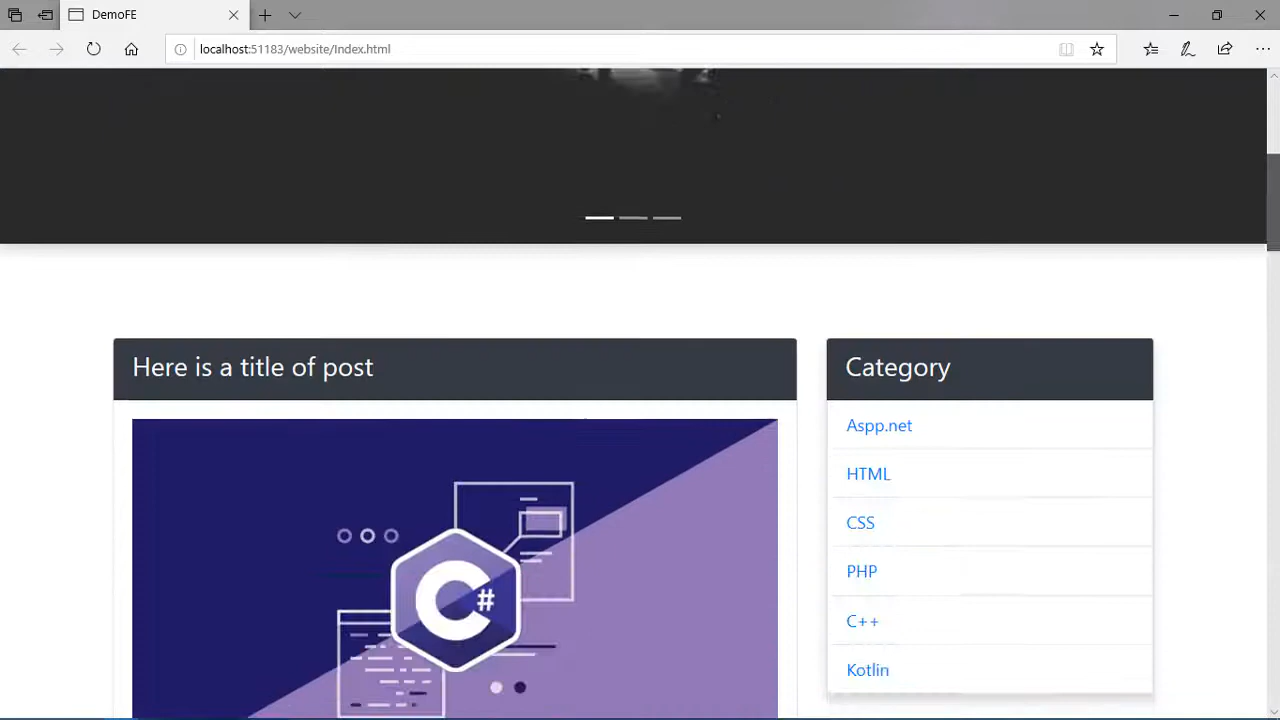 DemoFE
localhost:51183/website/Index.html
Here is a title of post
Category
Aspp.net
HTML
CSS
PHP
C++
Kotlin
C#